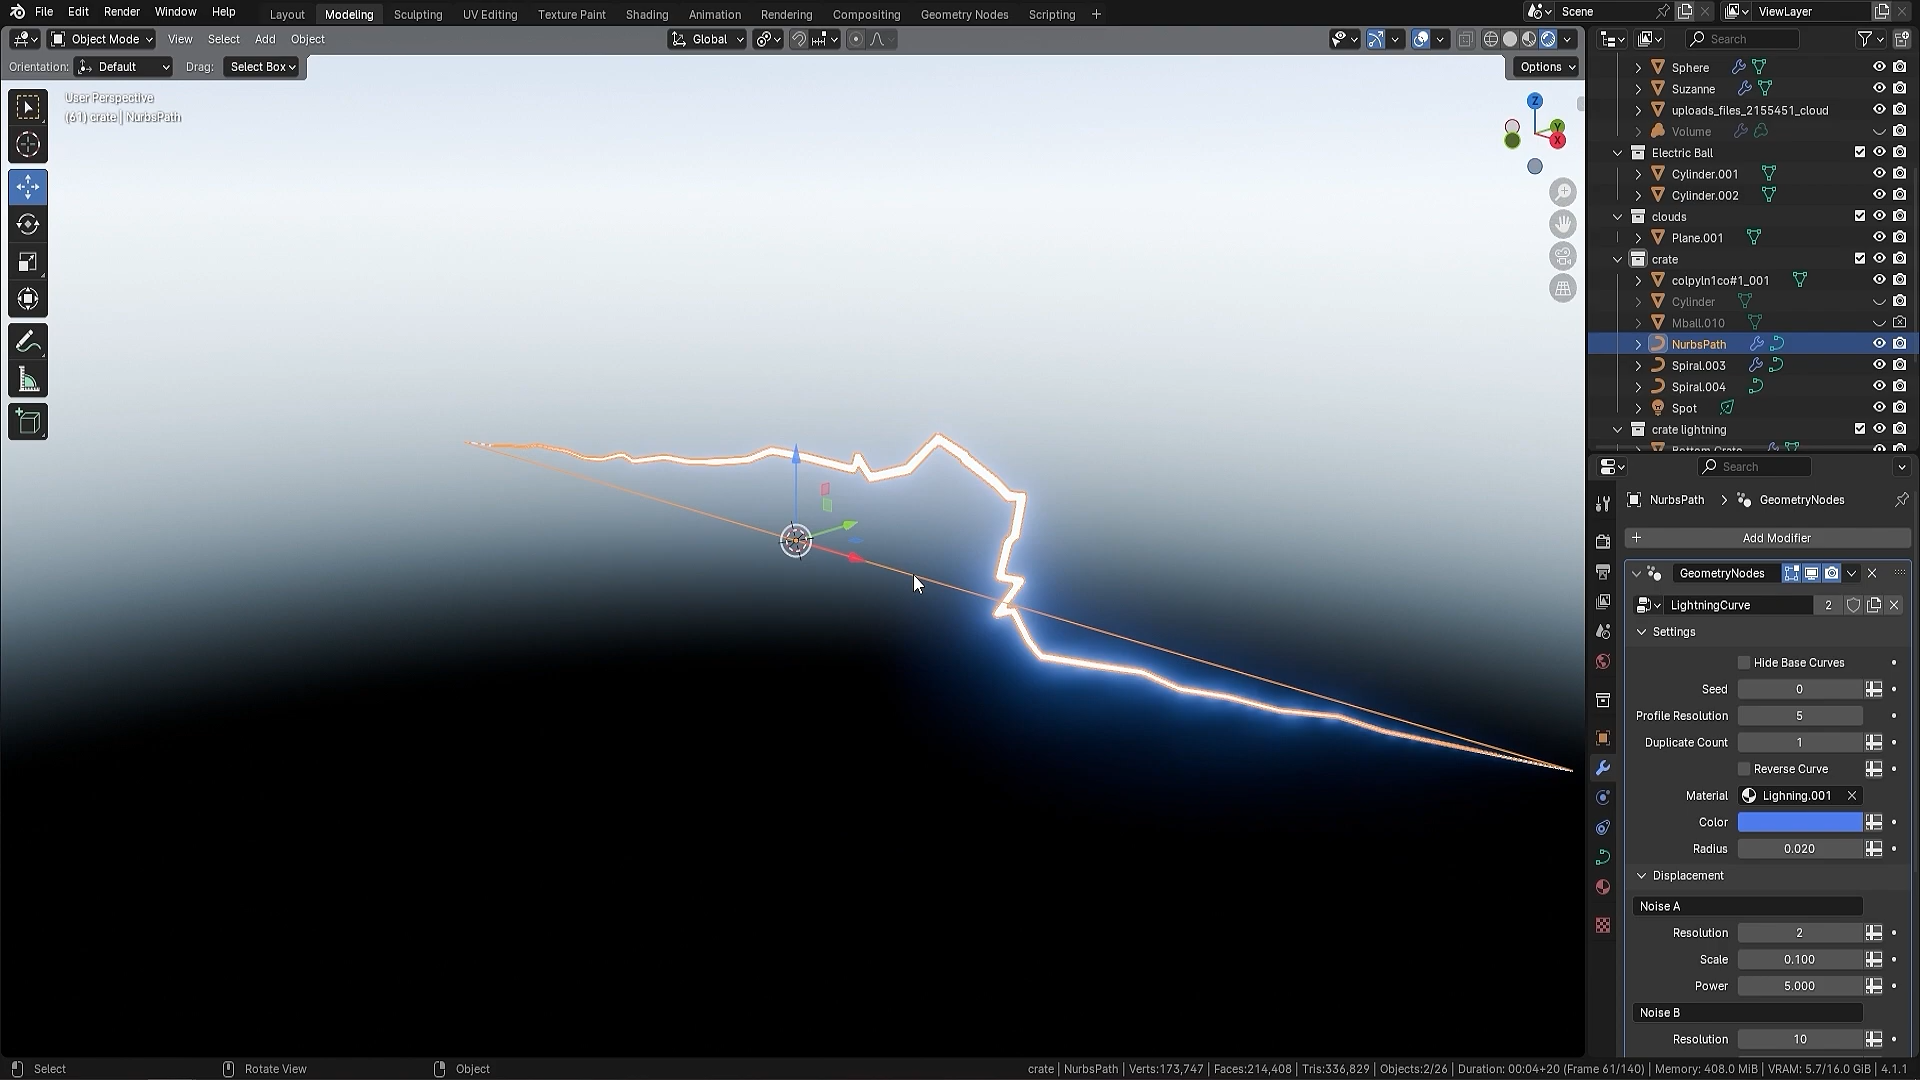 File Edit Render Window Help
Layout Modeling Sculpting UV Editing Texture Paint Shading Animation Rendering Compositing Geometry Nodes Scripting +
Scene
ViewLayer
Object Mode View Select Add Object
Global
Search
Orientation: Default Drag: Select Box
Options
User Perspective
(61) crate | NurbsPath
Z
Y
X
Sphere
Suzanne
uploads_files_2155451_cloud
Volume
Electric Ball
Cylinder.001
Cylinder.002
clouds
Plane.001
crate
colpyln1co#1_001
Cylinder
Mball.010
NurbsPath
Spiral.003
Spiral.004
Spot
crate lightning
Bottom Crate
Search
NurbsPath > GeometryNodes
+ Add Modifier
GeometryNodes
LightningCurve 2
Settings
Hide Base Curves
Seed 0
Profile Resolution 5
Duplicate Count 1
Reverse Curve
Material Lighning.001
Color
Radius 0.020
Displacement
Noise A
Resolution 2
Scale 0.100
Power 5.000
Noise B
Resolution 10
Select Rotate View Object
crate | NurbsPath | Verts:173,747 | Faces:214,408 | Tris:336,829 | Objects:2/26 | Duration: 00:04+20 (Frame 61/140) | Memory: 408.0 MiB | VRAM: 5.7/16.0 GiB | 4.1.1